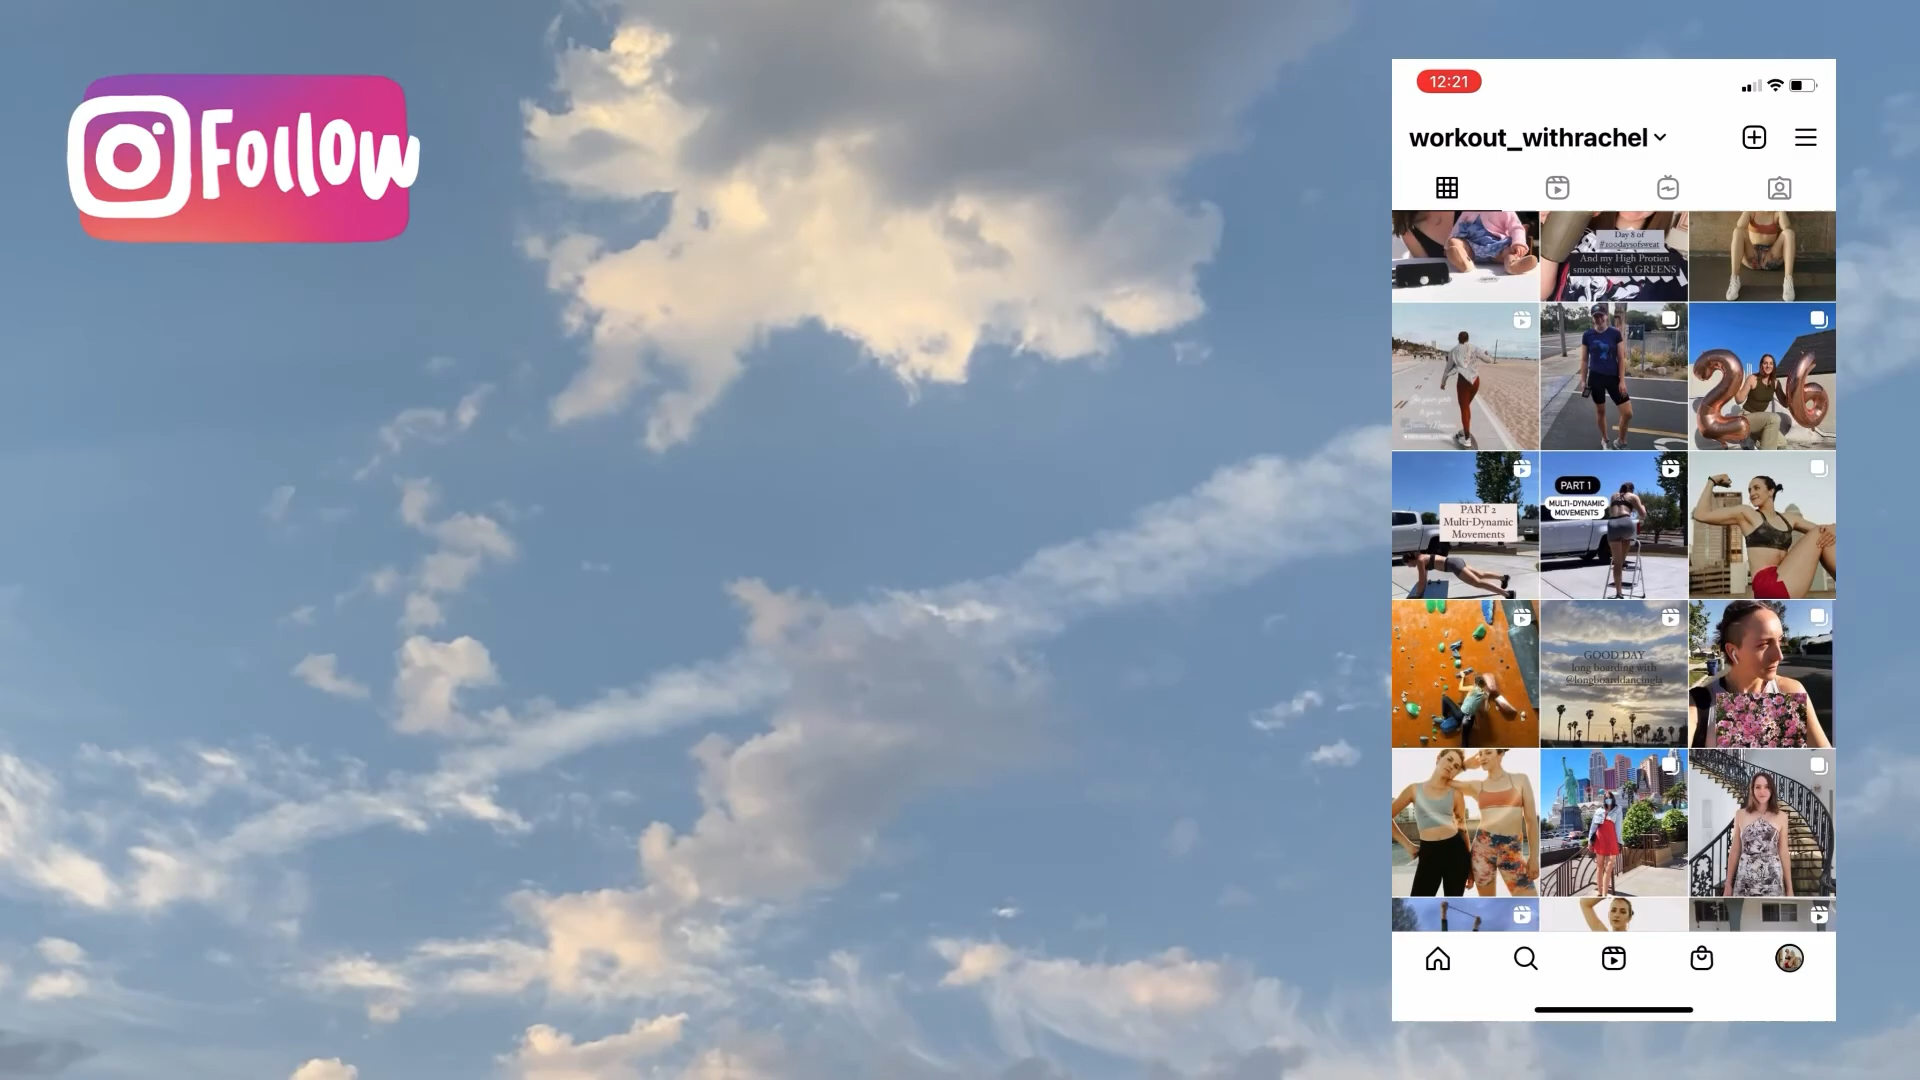 Follow
12:21
workout_withrachel
Day 8 of
#100daysofsweat
And my High Protien
smoothie with GREENS
26
PART 2
Multi-Dynamic
Movements
PART 1
MULTI-DYNAMIC
MOVEMENTS
GOOD DAY
long boarding with
@longboarddancingla